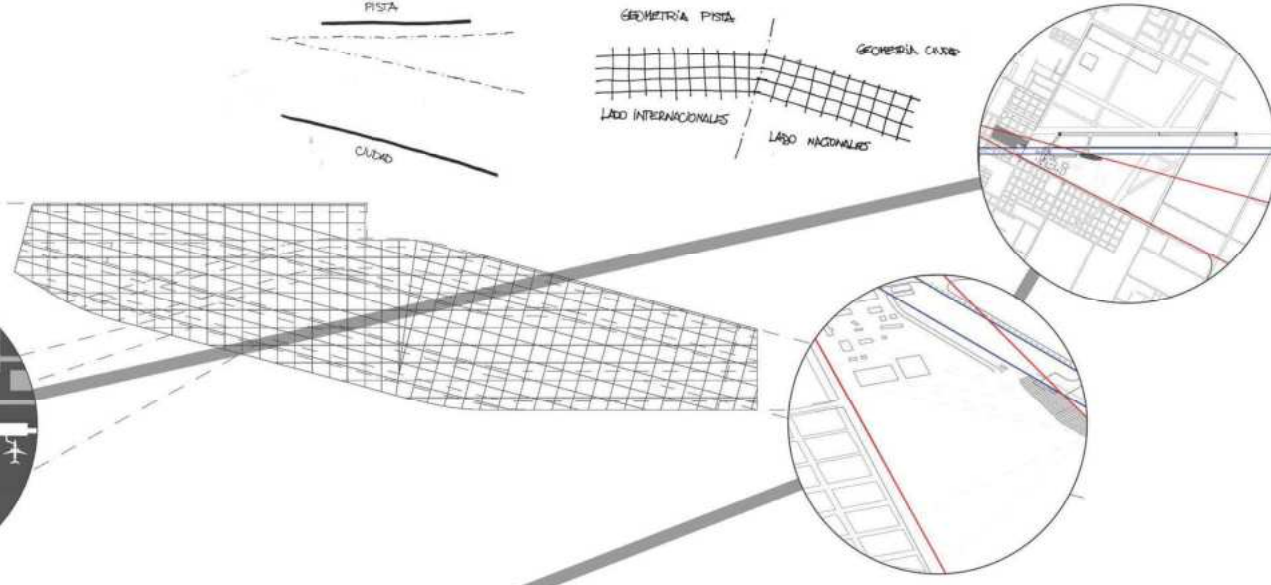 PISTA
CIUDAD
GEOMETRÍA PISTA
GEOMETRÍA CIUDAD
LADO INTERNACIONALES
LADO NACIONALES